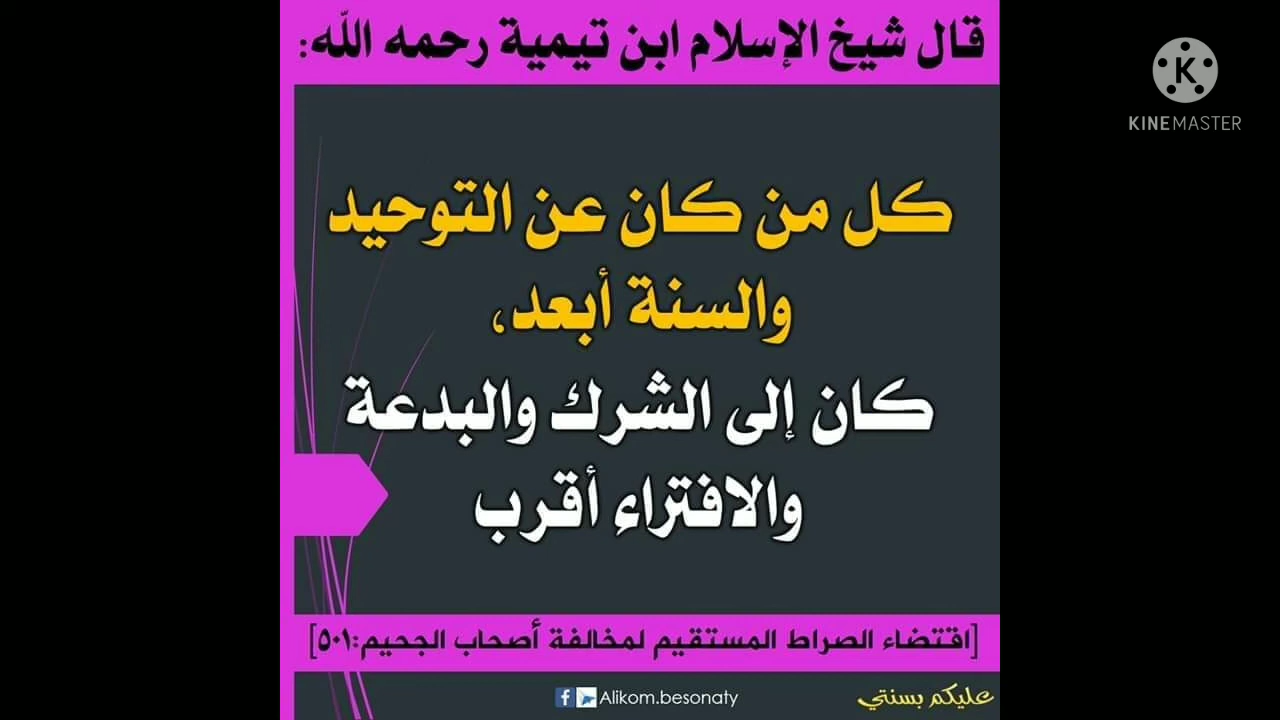 قال شيخ الإسلام ابن تيمية رحمه الله:
KINEMASTER
كل من كان عن التوحيد
والسنة أبعد،
كان إلى الشرك والبدعة
والافتراء أقرب
[اقتضاء الصراط المستقيم لمخالفة أصحاب الجحيم:٥٠١]
عليكم بسنتي
Alikom.besonaty